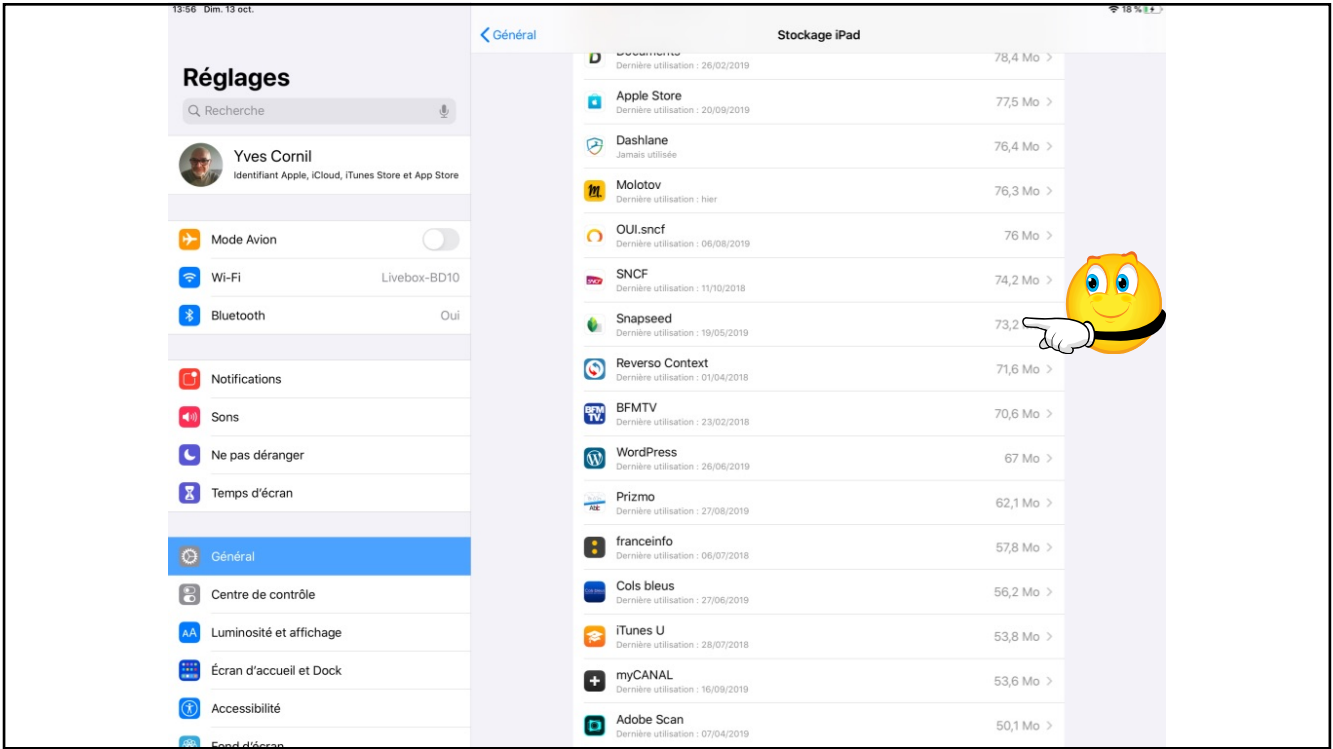 13:56 Dim. 13 oct.
18 %
Général
Stockage iPad
Réglages
Recherche
Yves Cornil
Identifiant Apple, iCloud, iTunes Store et App Store
Mode Avion
Wi-Fi
Livebox-BD10
Bluetooth
Oui
Notifications
Sons
Ne pas déranger
Temps d'écran
Général
Centre de contrôle
AA
Luminosité et affichage
Écran d'accueil et Dock
Accessibilité
Fond d'écran
Documents
Dernière utilisation : 26/02/2019
78,4 Mo
Apple Store
Dernière utilisation : 20/09/2019
77,5 Mo
Dashlane
Jamais utilisée
76,4 Mo
m
Molotov
Dernière utilisation : hier
76,3 Mo
OUI.sncf
Dernière utilisation : 06/08/2019
76 Mo
SNCF
SNCF
Dernière utilisation : 11/10/2018
74,2 Mo
Snapseed
Dernière utilisation : 19/05/2019
73,2
Reverso Context
Dernière utilisation : 01/04/2018
71,6 Mo
BFM
TV.
BFMTV
Dernière utilisation : 23/02/2018
70,6 Mo
WordPress
Dernière utilisation : 26/06/2019
67 Mo
Prizmo
Dernière utilisation : 27/08/2019
62,1 Mo
franceinfo
Dernière utilisation : 06/07/2018
57,8 Mo
Cols bleus
Dernière utilisation : 27/06/2019
56,2 Mo
iTunes U
Dernière utilisation : 28/07/2018
53,8 Mo
myCANAL
Dernière utilisation : 16/09/2019
53,6 Mo
Adobe Scan
Dernière utilisation : 07/04/2019
50,1 Mo